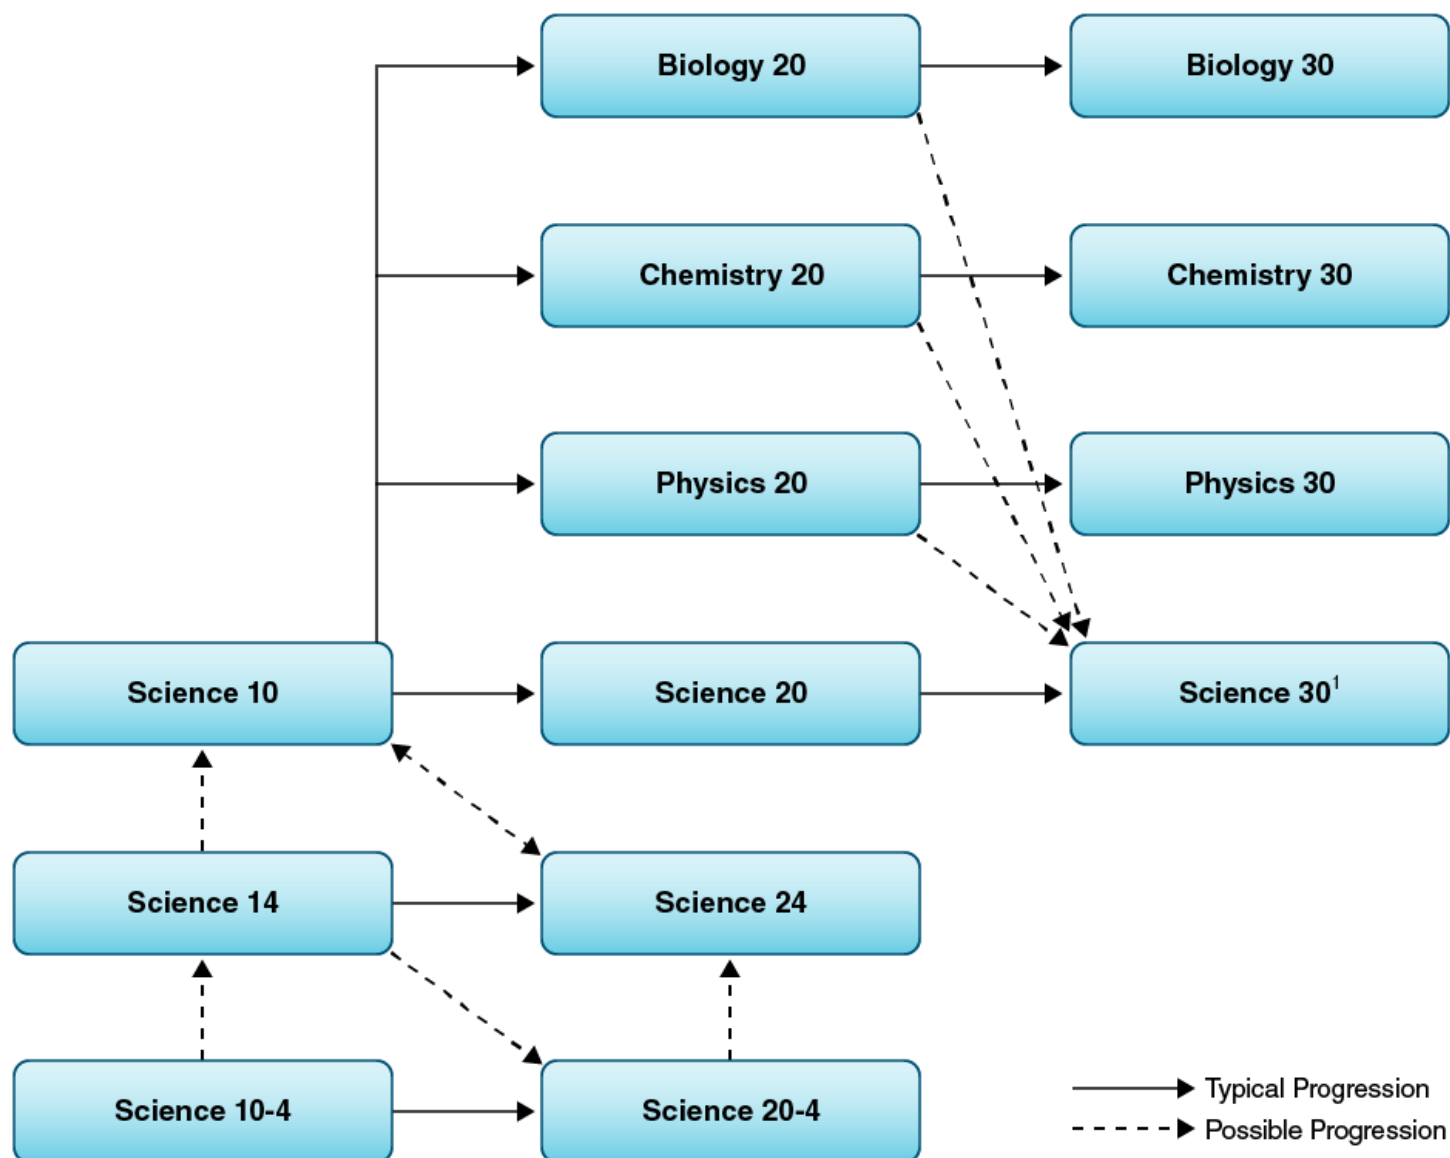 Biology 20
Biology 30
Chemistry 20
Chemistry 30
Physics 20
Physics 30
Science 10
Science 20
Science 30¹
Science 14
Science 24
Science 10-4
Science 20-4
Typical Progression
Possible Progression